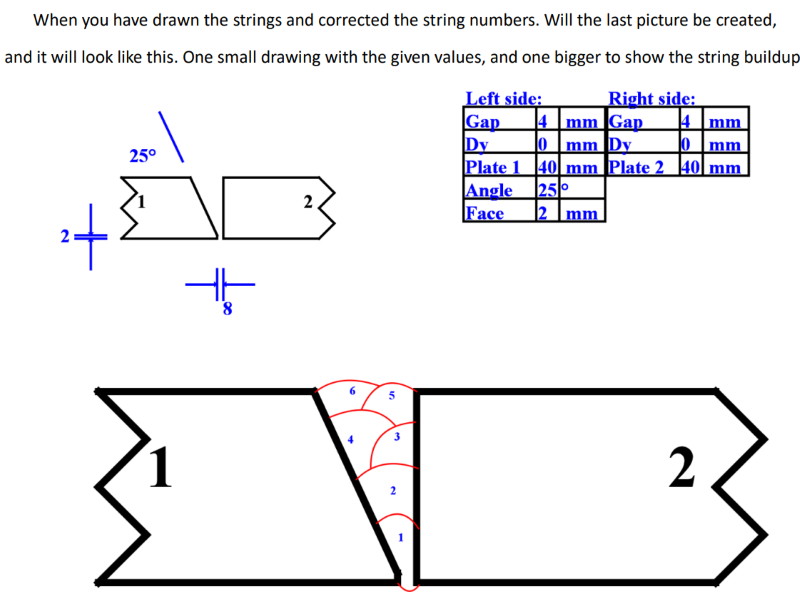 When you have drawn the strings and corrected the string numbers. Will the last picture be created,
and it will look like this. One small drawing with the given values, and one bigger to show the string buildup
Left side: Right side:
Gap 4 mm Gap 4 mm
Dy 0 mm Dy 0 mm
Plate 1 40 mm Plate 2 40 mm
Angle 25 °
Face 2 mm
25°
1 2
2
8
6 5
4 3
1 2
2
1